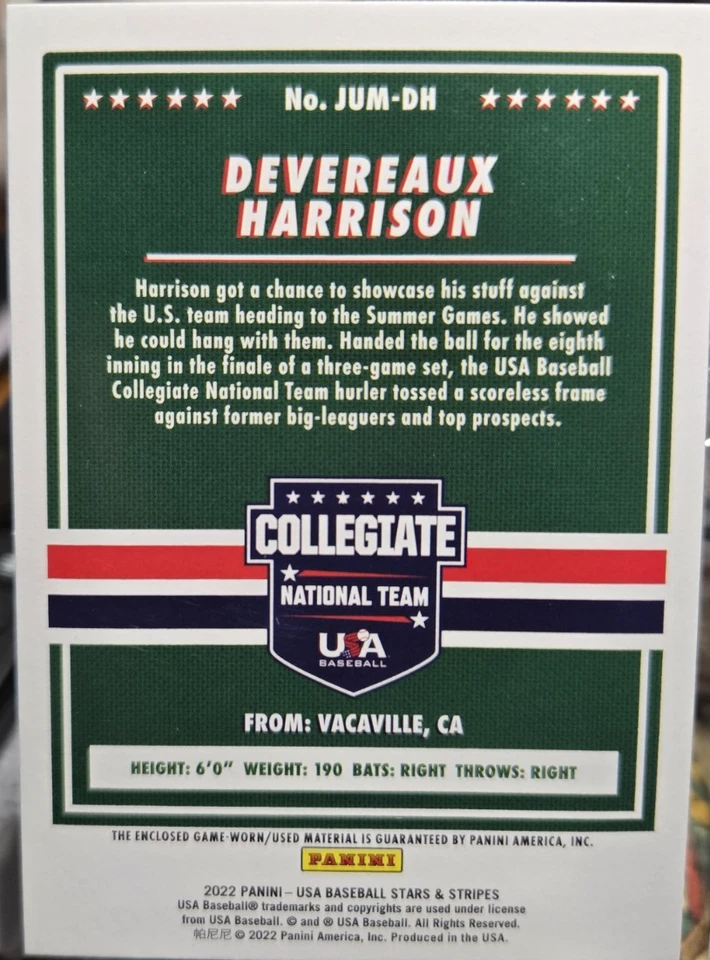 ★★★★★★ No. JUM-DH ★★★★★★
DEVEREAUX
HARRISON
Harrison got a chance to showcase his stuff against
the U.S. team heading to the Summer Games. He showed
he could hang with them. Handed the ball for the eighth
inning in the finale of a three-game set, the USA Baseball
Collegiate National Team hurler tossed a scoreless frame
against former big-leaguers and top prospects.
COLLEGIATE
NATIONAL TEAM
USA
BASEBALL
FROM: VACAVILLE, CA
HEIGHT: 6'0" WEIGHT: 190 BATS: RIGHT THROWS: RIGHT
THE ENCLOSED GAME-WORN/USED MATERIAL IS GUARANTEED BY PANINI AMERICA, INC.
PANINI
2022 PANINI – USA BASEBALL STARS & STRIPES
USA Baseball® trademarks and copyrights are used under license
from USA Baseball. © and ® USA Baseball. All Rights Reserved.
帕尼尼 © 2022 Panini America, Inc. Produced in the USA.